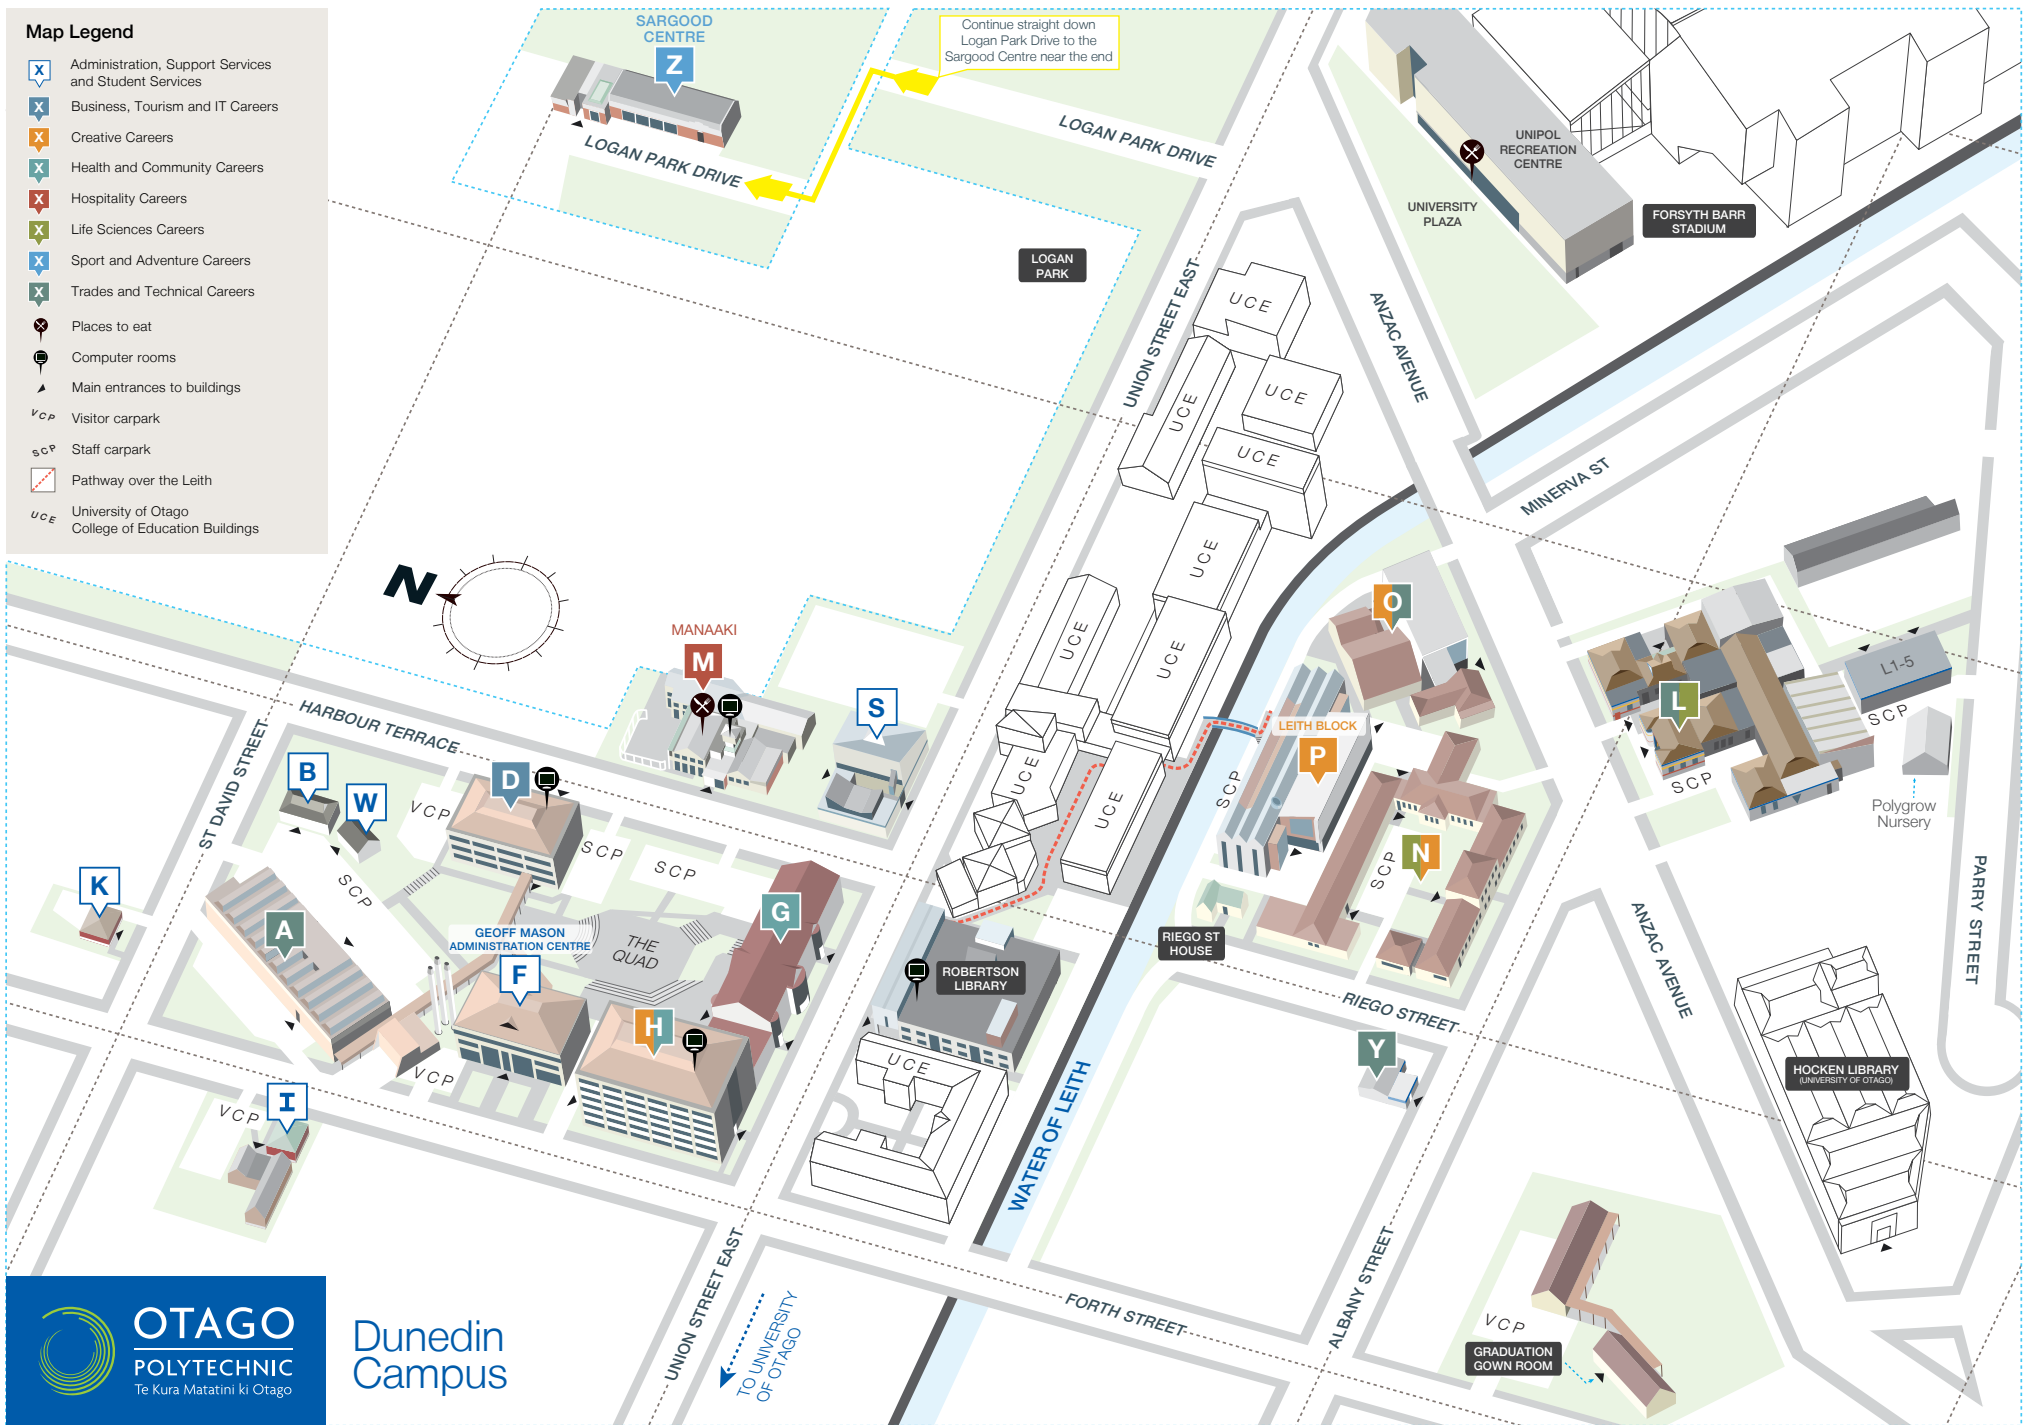 Map Legend
X
Administration, Support Services
and Student Services
X
Business, Tourism and IT Careers
X
Creative Careers
X
Health and Community Careers
X
Hospitality Careers
X
Life Sciences Careers
X
Sport and Adventure Careers
X
Trades and Technical Careers
Places to eat
Computer rooms
Main entrances to buildings
VCP
Visitor carpark
SCP
Staff carpark
Pathway over the Leith
UCE
University of Otago
College of Education Buildings
SARGOOD
CENTRE
Z
Continue straight down
Logan Park Drive to the
Sargood Centre near the end
LOGAN PARK DRIVE
LOGAN PARK DRIVE
UNIPOL
RECREATION
CENTRE
UNIVERSITY
PLAZA
FORSYTH BARR
STADIUM
LOGAN
PARK
UNION STREET EAST
ANZAC AVENUE
UCE
UCE
UCE
UCE
UCE
UCE
UCE
UCE
UCE
MINERVA ST
N
MANAAKI
M
S
O
LEITH BLOCK
P
SCP
N
SCP
L
L1-5
SCP
SCP
Polygrow
Nursery
PARRY STREET
HARBOUR TERRACE
ST DAVID STREET
B
W
D
VCP
SCP
SCP
SCP
K
A
GEOFF MASON
ADMINISTRATION CENTRE
F
THE
QUAD
G
H
VCP
I
VCP
ROBERTSON
LIBRARY
UCE
RIEGO ST
HOUSE
RIEGO STREET
Y
ANZAC AVENUE
HOCKEN LIBRARY
(UNIVERSITY OF OTAGO)
WATER OF LEITH
UNION STREET EAST
TO UNIVERSITY
OF OTAGO
FORTH STREET
ALBANY STREET
VCP
GRADUATION
GOWN ROOM
OTAGO
POLYTECHNIC
Te Kura Matatini ki Otago
Dunedin
Campus